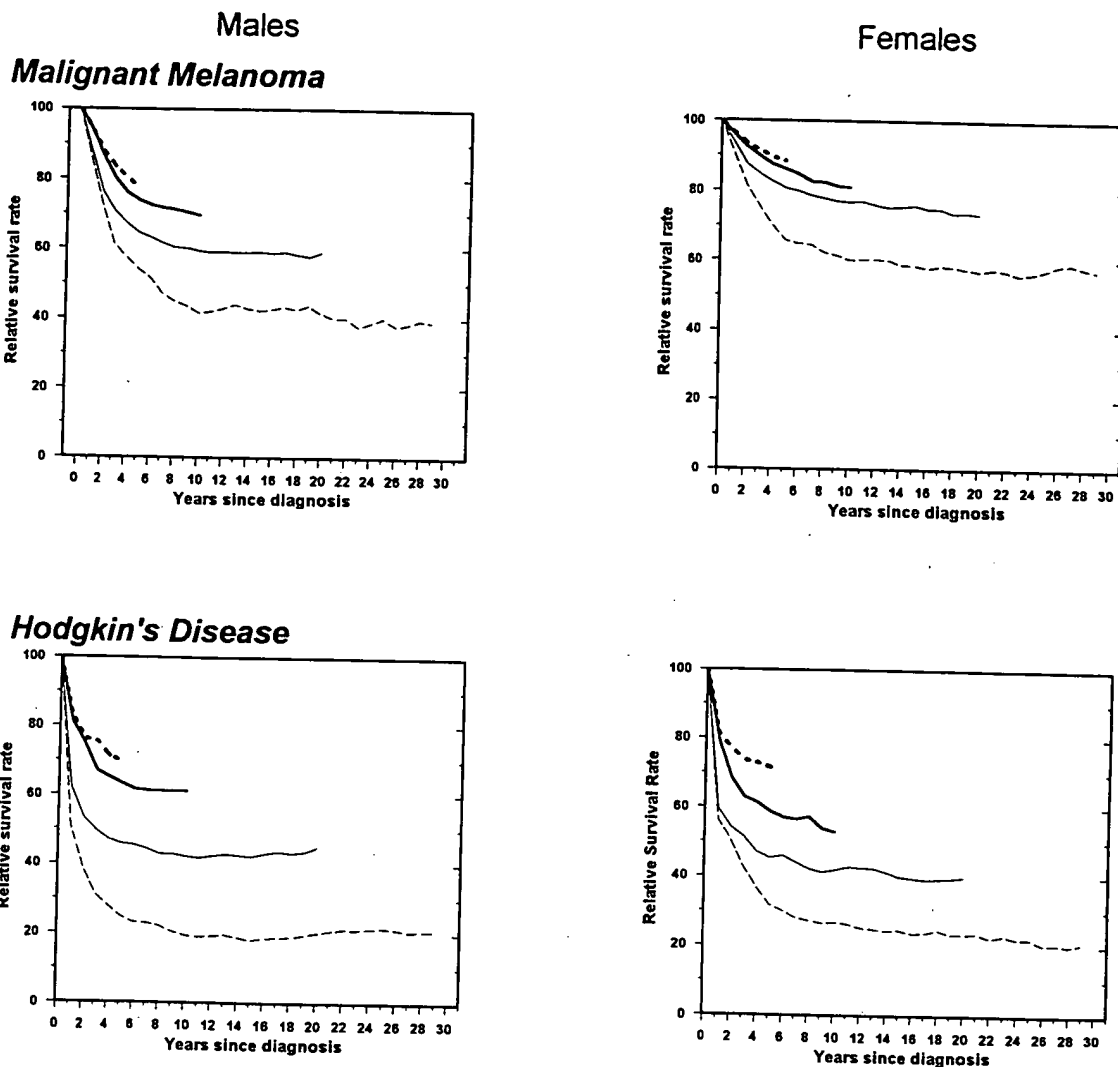 Males
Females
Malignant Melanoma
Relative survival rate
100
80
60
40
20
0
0 2 4 6 8 10 12 14 16 18 20 22 24 26 28 30
Years since diagnosis
Relative survival rate
100
80
60
40
20
0
0 2 4 6 8 10 12 14 16 18 20 22 24 26 28 30
Years since diagnosis
Hodgkin's Disease
Relative survival rate
100
80
60
40
20
0
0 2 4 6 8 10 12 14 16 18 20 22 24 26 28 30
Years since diagnosis
Relative Survival Rate
100
80
60
40
20
0
0 2 4 6 8 10 12 14 16 18 20 22 24 26 28 30
Years since diagnosis